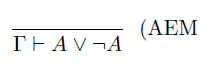 Γ ⊢ A ∨ ¬A (AEM